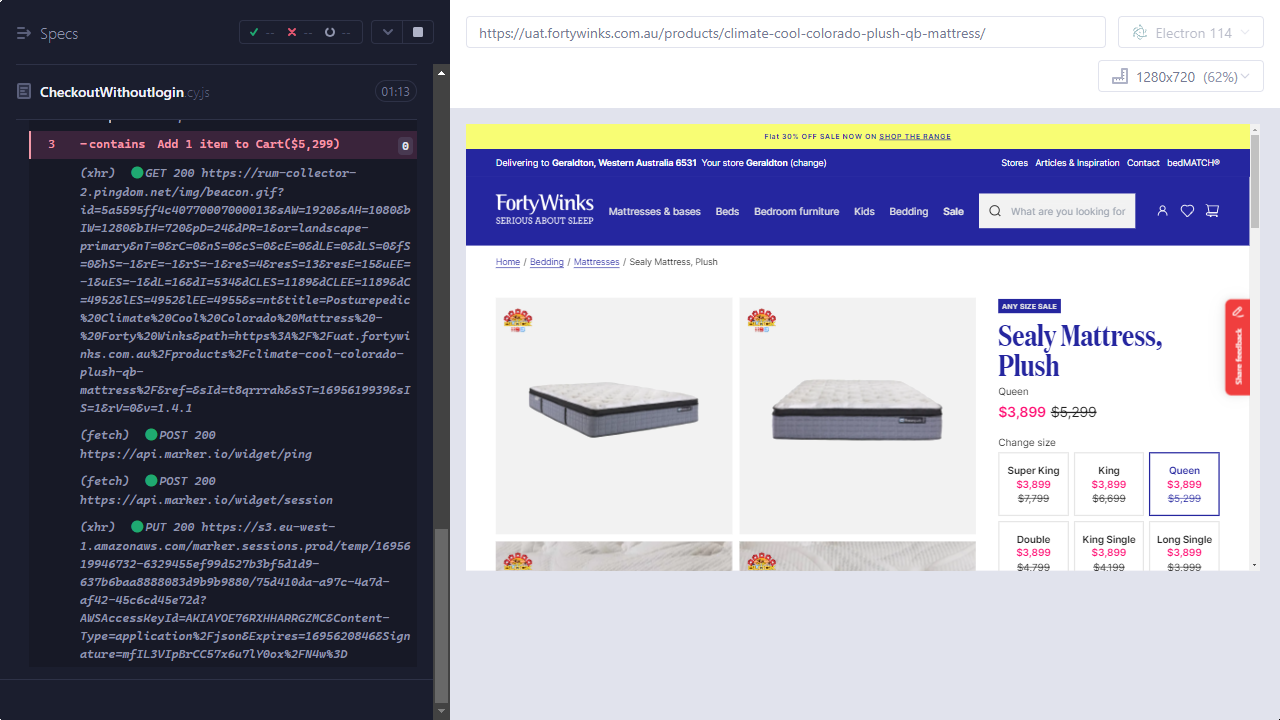 Specs
-- -- --
CheckoutWithoutlogin.cy.js
01:13
3 -contains Add 1 item to Cart($5,299) 0
(xhr) GET 200 https://rum-collector-
2.pingdom.net/img/beacon.gif?
id=5a5595ff4c40770007000013&sAW=1920&sAH=1080&b
IW=1280&bIH=720&pD=24&dPR=1&or=landscape-
primary&nT=0&rC=0&nS=0&cS=0&cE=0&dLE=0&dLS=0&fS
=0&hS=-1&rE=-1&rS=-1&reS=4&resS=13&resE=15&uEE=
-1&uES=-1&dL=16&dI=534&dCLES=1189&dCLEE=1189&dC
=4952&lES=4952&lEE=4955&s=nt&title=Posturepedic
%20Climate%20Cool%20Colorado%20Mattress%20-
%20Forty%20Winks&path=https%3A%2F%2Fuat.fortywi
nks.com.au%2Fproducts%2Fclimate-cool-colorado-
plush-qb-
mattress%2F&ref=&sId=t8qrrrak&sST=1695619939&sI
S=1&rV=0&v=1.4.1
(fetch) POST 200
https://api.marker.io/widget/ping
(fetch) POST 200
https://api.marker.io/widget/session
(xhr) PUT 200 https://s3.eu-west-
1.amazonaws.com/marker.sessions.prod/temp/16956
19946732-6329455ef99d527b3bf5d1d9-
637b6baa8888083d9b9b9880/75d410da-a97c-4a7d-
af42-45c6cd45e72d?
AWSAccessKeyId=AKIAYOE76RXHHARRGZMC&Content-
Type=application%2Fjson&Expires=1695620846&Sign
ature=mfIL3VIpBrCC57x6u7lY0ox%2FN4w%3D
https://uat.fortywinks.com.au/products/climate-cool-colorado-plush-qb-mattress/
Electron 114
1280x720 (62%)
Flat 30% OFF SALE NOW ON SHOP THE RANGE
Delivering to Geraldton, Western Australia 6531 Your store Geraldton (change)
Stores Articles & Inspiration Contact bedMATCH®
FortyWinks
SERIOUS ABOUT SLEEP
Mattresses & bases Beds Bedroom furniture Kids Bedding Sale
What are you looking for
Home / Bedding / Mattresses / Sealy Mattress, Plush
ANY SIZE SALE
Sealy Mattress,
Plush
Queen
$3,899 $5,299
Change size
Super King King Queen
$3,899 $3,899 $3,899
$7,799 $6,699 $5,299
Double King Single Long Single
$3,899 $3,899 $3,899
$4,799 $4,199 $3,999
Share feedback